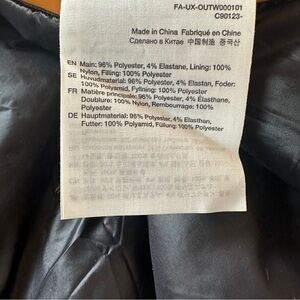 FA-UX-OUTW000101
C90123-
Made in China Fabriqué en Chine
Сделано в Китае 中国制造 중국산
EN Main: 96% Polyester, 4% Elastane, Lining: 100%
Nylon, Filling: 100% Polyester
SE Huvudmaterial: 96% Polyester, 4% Elastan, Foder:
100% Polyamid, Fyllning: 100% Polyester
FR Matière principale: 96% Polyester, 4% Elasthane,
Doublure: 100% Nylon, Rembourrage: 100%
Polyester
DE Hauptmaterial: 96% Polyester, 4% Elasthan,
Futter: 100% Polyamid, Füllung: 100% Polyester